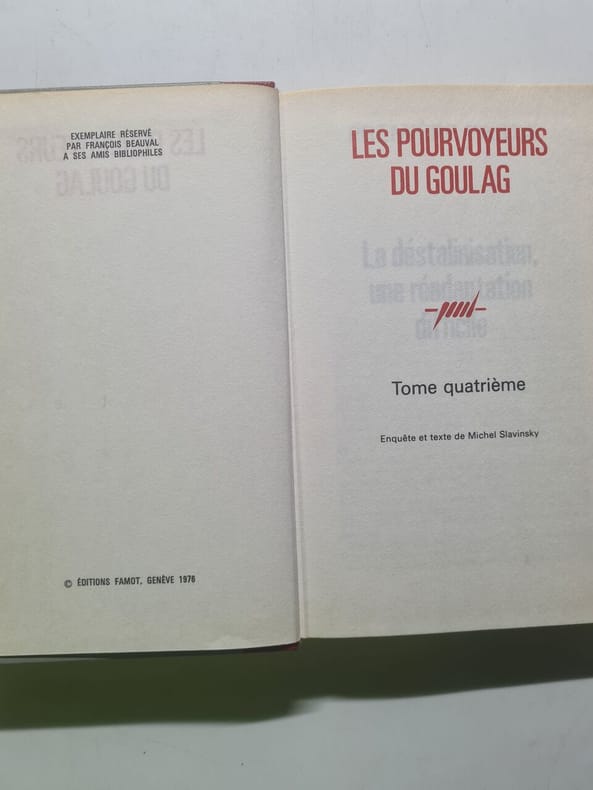 EXEMPLAIRE RÉSERVÉ
PAR FRANÇOIS BEAUVAL
A SES AMIS BIBLIOPHILES
© ÉDITIONS FAMOT, GENÈVE 1976
LES POURVOYEURS
DU GOULAG
La déstalinisation,
une réadaptation
difficile
Tome quatrième
Enquête et texte de Michel Slavinsky